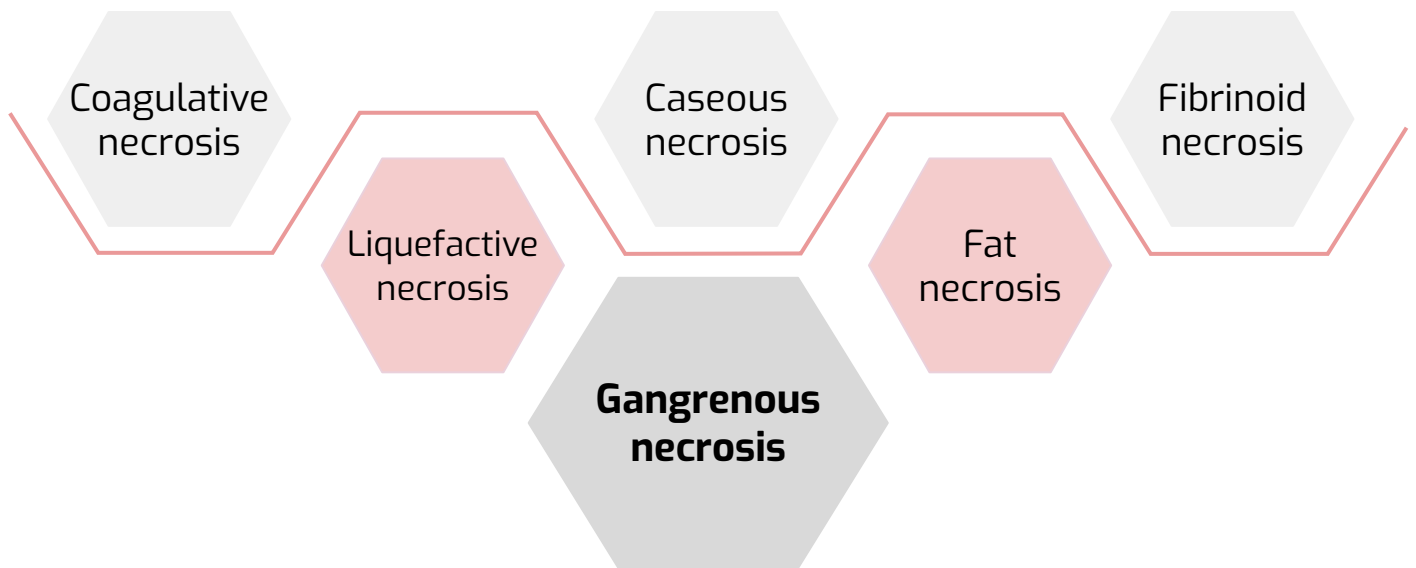 Coagulative
necrosis
Caseous
necrosis
Fibrinoid
necrosis
Liquefactive
necrosis
Fat
necrosis
Gangrenous
necrosis